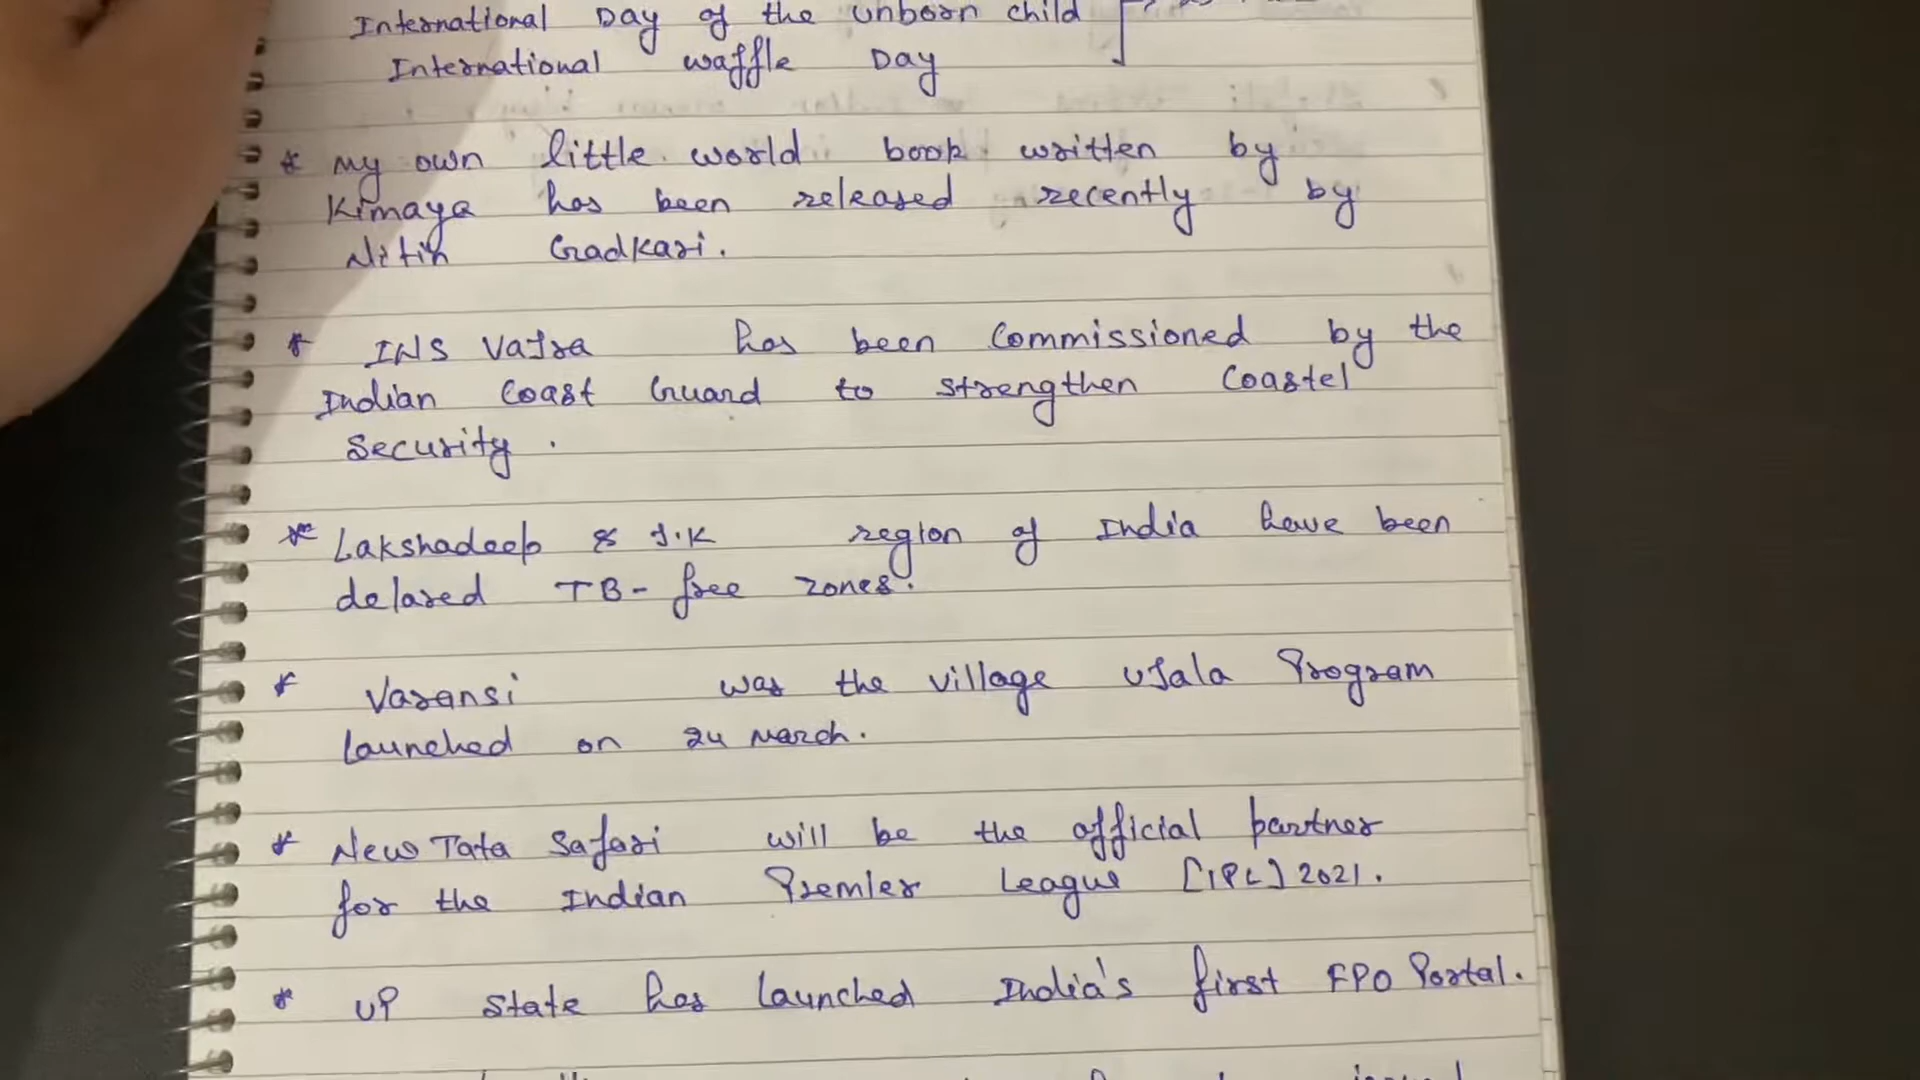 International Day of the unborn child
International waffle Day
* My own little world book written by
Kimaya has been released recently by
Nitin Gadkari.
* INS Vajra has been Commissioned by the
Indian Coast Guard to strengthen Coastel
Security.
* Lakshadeep & J.K region of India have been
delared TB-free zones.
* Varansi was the village ujala Program
launched on 24 March.
* New Tata Safari will be the official partner
for the Indian Premier League [IPL] 2021.
* UP State has launched India's first FPO Portal.